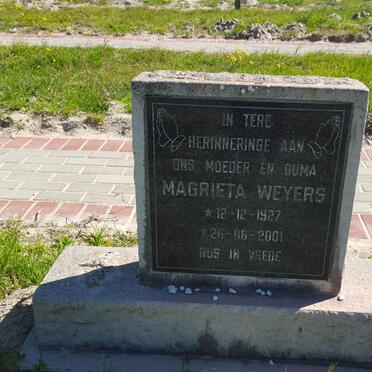 IN TERE
HERINNERINGE AAN
ONS MOEDER EN OUMA
MAGRIETA WEYERS
*12-12-1927
†26-06-2001
RUS IN VREDE